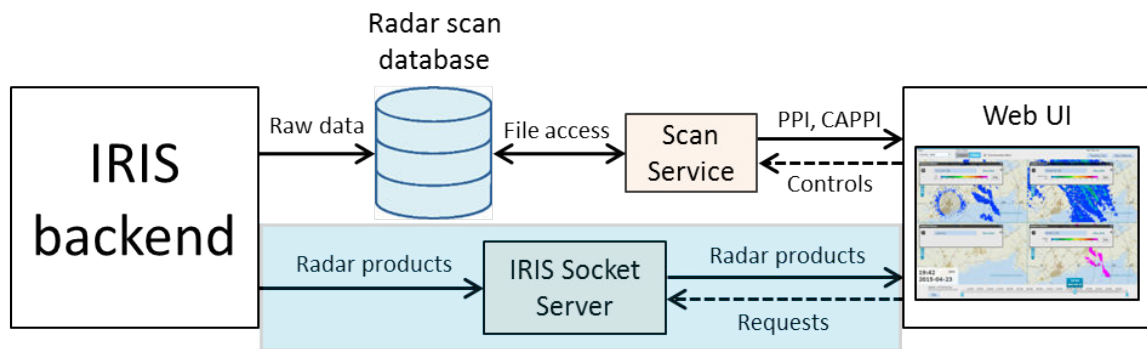 Radar scan
database
IRIS
backend
Raw data
File access
Scan
Service
PPI, CAPPI
Controls
Web UI
Radar products
IRIS Socket
Server
Radar products
Requests
19:42
2015-04-23